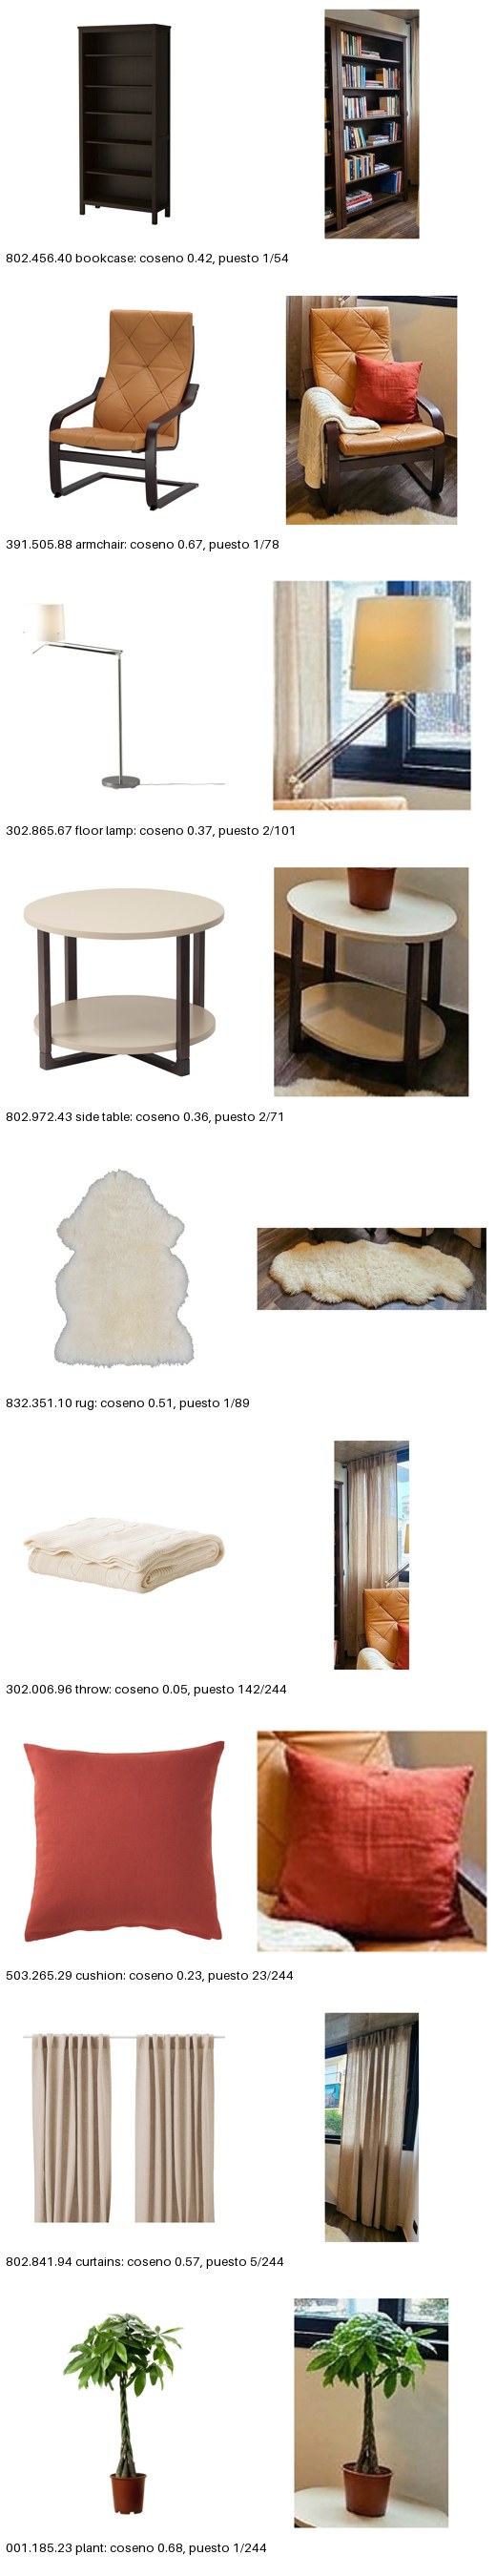 802.456.40 bookcase: coseno 0.42, puesto 1/54
391.505.88 armchair: coseno 0.67, puesto 1/78
302.865.67 floor lamp: coseno 0.37, puesto 2/101
802.972.43 side table: coseno 0.36, puesto 2/71
832.351.10 rug: coseno 0.51, puesto 1/89
302.006.96 throw: coseno 0.05, puesto 142/244
503.265.29 cushion: coseno 0.23, puesto 23/244
802.841.94 curtains: coseno 0.57, puesto 5/244
001.185.23 plant: coseno 0.68, puesto 1/244